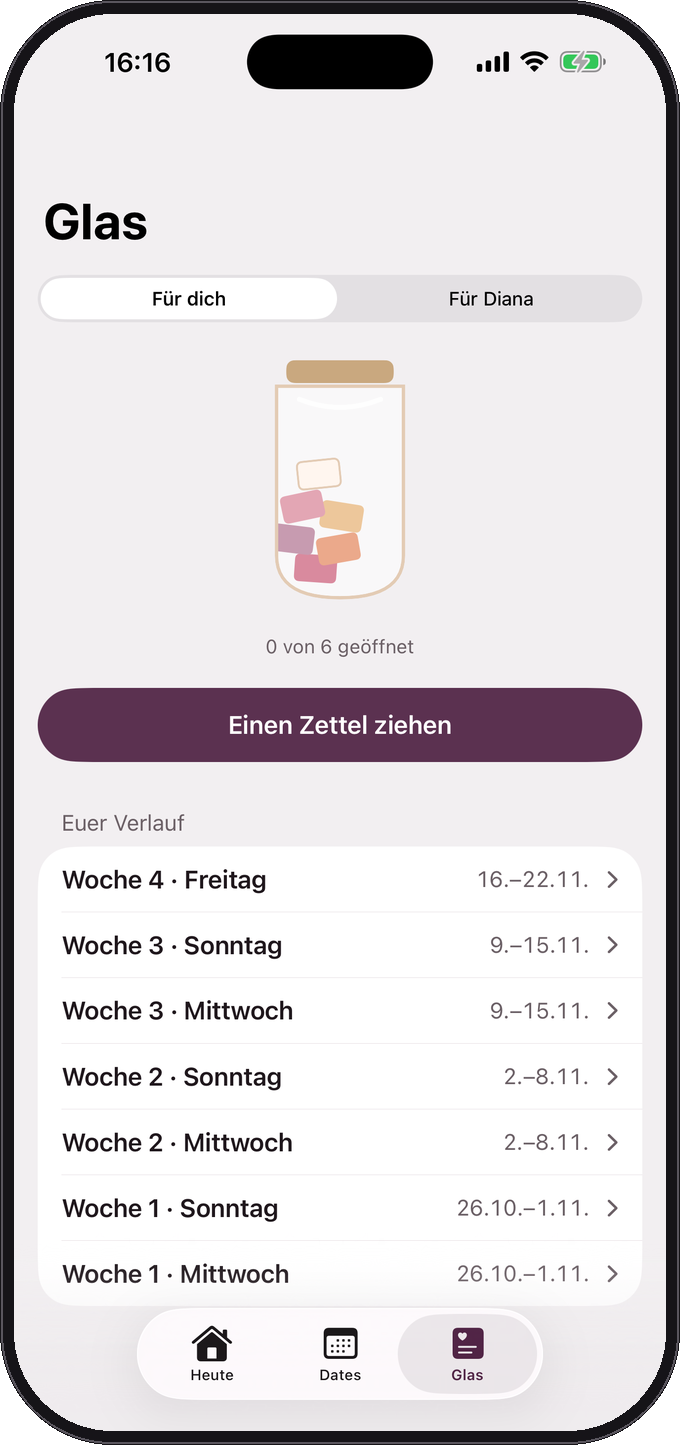 16:16
Glas
Für dich
Für Diana
0 von 6 geöffnet
Einen Zettel ziehen
Euer Verlauf
Woche 4 · Freitag 16.–22.11.
Woche 3 · Sonntag 9.–15.11.
Woche 3 · Mittwoch 9.–15.11.
Woche 2 · Sonntag 2.–8.11.
Woche 2 · Mittwoch 2.–8.11.
Woche 1 · Sonntag 26.10.–1.11.
Woche 1 · Mittwoch 26.10.–1.11.
Heute
Dates
Glas